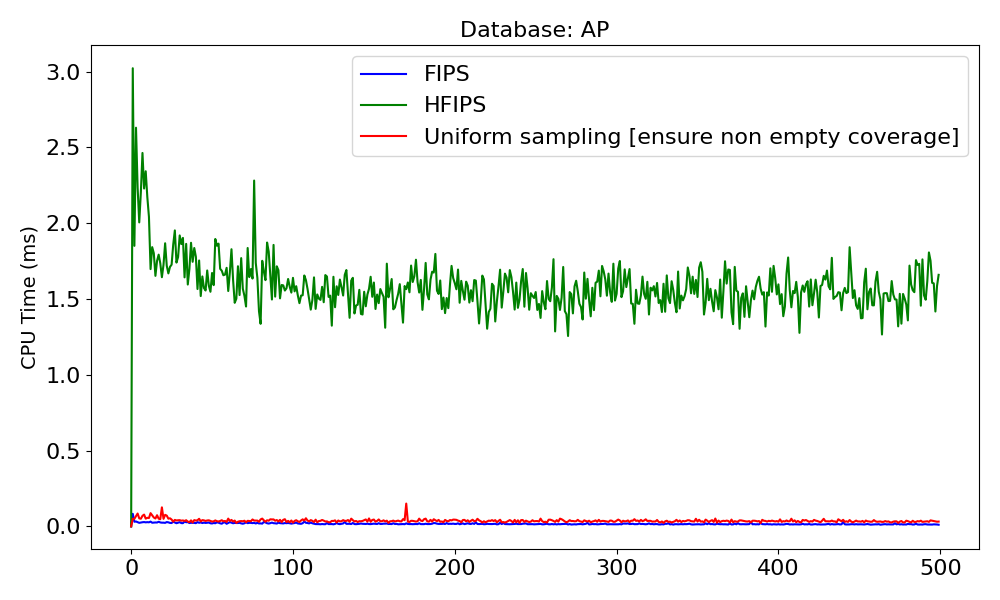 Database: AP
FIPS
HFIPS
Uniform sampling [ensure non empty coverage]
CPU Time (ms)
3.0
2.5
2.0
1.5
1.0
0.5
0.0
0 100 200 300 400 500